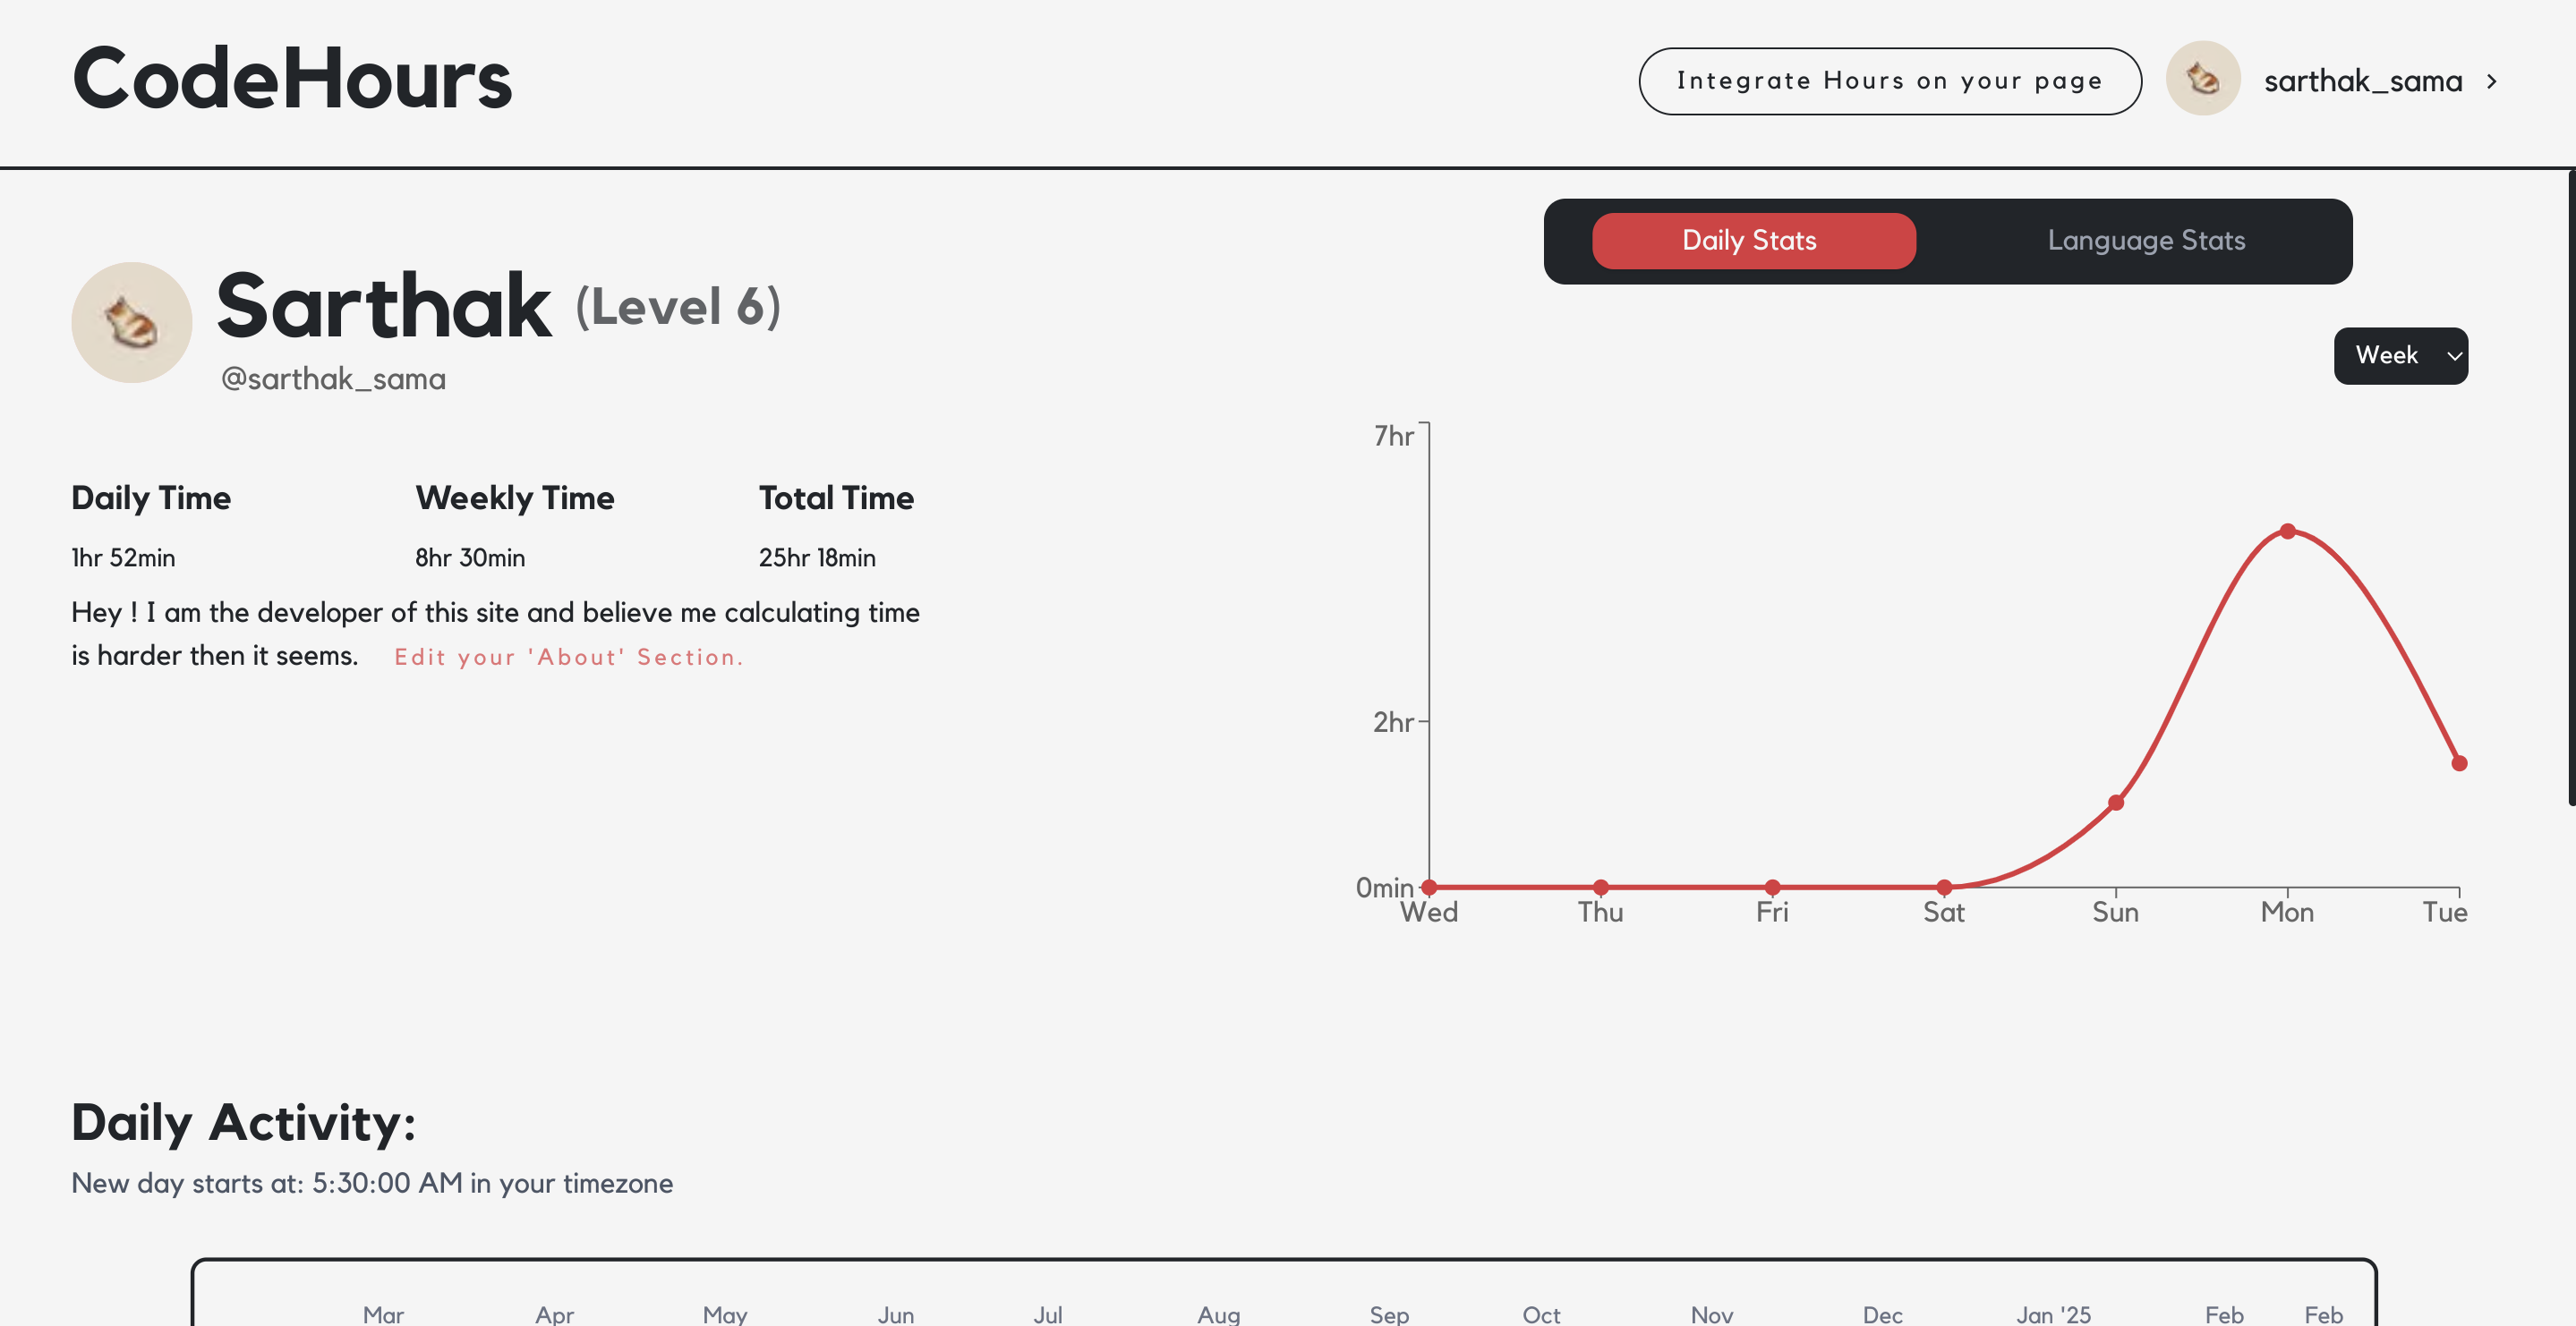 CodeHours
Integrate Hours on your page
sarthak_sama
Daily Stats
Language Stats
Sarthak (Level 6)
@sarthak_sama
Week
Daily Time
Weekly Time
Total Time
1hr 52min
8hr 30min
25hr 18min
Hey ! I am the developer of this site and believe me calculating time
is harder then it seems. Edit your 'About' Section.
7hr
2hr
0min
Wed Thu Fri Sat Sun Mon Tue
Daily Activity:
New day starts at: 5:30:00 AM in your timezone
Mar Apr May Jun Jul Aug Sep Oct Nov Dec Jan '25 Feb Feb